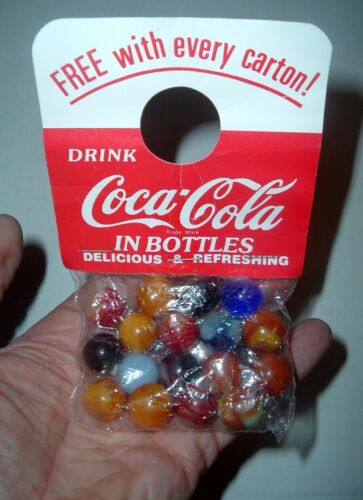 FREE with every carton!
DRINK
Coca-Cola
Trade Mark
IN BOTTLES
DELICIOUS & REFRESHING